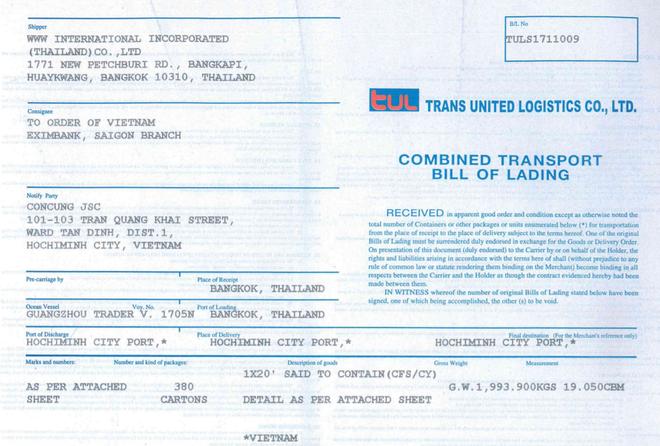 Shipper
WWW INTERNATIONAL INCORPORATED
(THAILAND)CO.,LTD
1771 NEW PETCHBURI RD., BANGKAPI,
HUAYKWANG, BANGKOK 10310, THAILAND
B/L No
TULS1711009
Consignee
TO ORDER OF VIETNAM
EXIMBANK, SAIGON BRANCH
tul TRANS UNITED LOGISTICS CO., LTD.
COMBINED TRANSPORT
BILL OF LADING
Notify Party
CONCUNG JSC
101-103 TRAN QUANG KHAI STREET,
WARD TAN DINH, DIST.1,
HOCHIMINH CITY, VIETNAM
RECEIVED in apparent good order and condition except as otherwise noted the
total number of Containers or other packages or units enumerated below (*) for transportation
from the place of receipt to the place of delivery subject to the terms hereof. One of the original
Bills of Lading must be surrendered duly endorsed in exchange for the Goods or Delivery Order.
On presentation of this document (duly endorsed) to the Carrier by or on behalf of the Holder, the
rights and liabilities arising in accordance with the terms here of shall (without prejudice to any
rule of common law or statute rendering them binding on the Merchant) become binding in all
respects between the Carrier and the Holder as though the contract evidenced hereby had been
made between them.
IN WITNESS whereof the number of original Bills of Lading stated below have been
signed, one of which being accomplished, the other (s) to be void.
Pre-carriage by
Place of Receipt
BANGKOK, THAILAND
Ocean Vessel Voy. No. Port of Loading
GUANGZHOU TRADER V. 1705N BANGKOK, THAILAND
Port of Discharge Place of Delivery Final destination (For the Merchant's reference only)
HOCHIMINH CITY PORT,* HOCHIMINH CITY PORT,* HOCHIMINH CITY PORT,*
Marks and numbers: Number and kind of packages: Description of goods Gross Weight Measurement
1X20' SAID TO CONTAIN(CFS/CY)
AS PER ATTACHED 380 G.W.1,993.900KGS 19.050CBM
SHEET CARTONS DETAIL AS PER ATTACHED SHEET
*VIETNAM